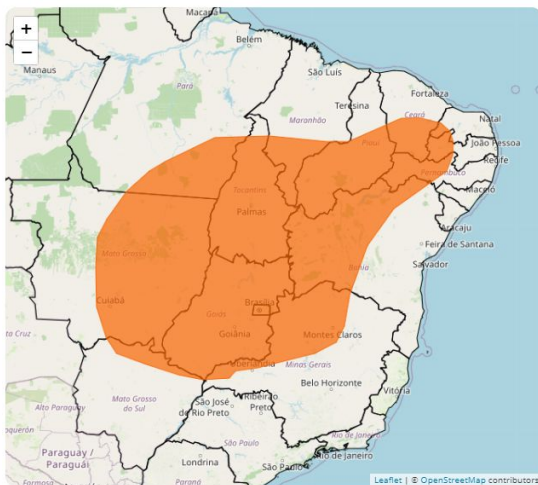 +
−
Macapá
Belém
Manaus
São Luís
Fortaleza
Pará
Teresina
Maranhão
Ceará
Natal
Piauí
João Pessoa
Recife
Pernambuco
Maceió
Tocantins
Palmas
Aracaju
Feira de Santana
Mato Grosso
Bahia
Salvador
Cuiabá
Brasília
Goiás
Goiânia
Montes Claros
Uberlândia
Minas Gerais
Belo Horizonte
Vitória
Mato Grosso
do Sul
São José
do Rio Preto
Ribeirão
Preto
Alto Paraguay
São Paulo
Rio de Janeiro
Paraguay /
Paraguái
Londrina
São Paulo
Rio de Janeiro
Formosa
Paraná
Leaflet | © OpenStreetMap contributors